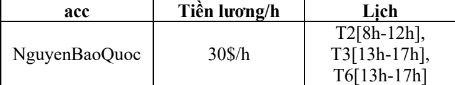 acc Tiền lương/h Lịch
NguyenBaoQuoc 30$/h T2[8h-12h],
T3[13h-17h],
T6[13h-17h]